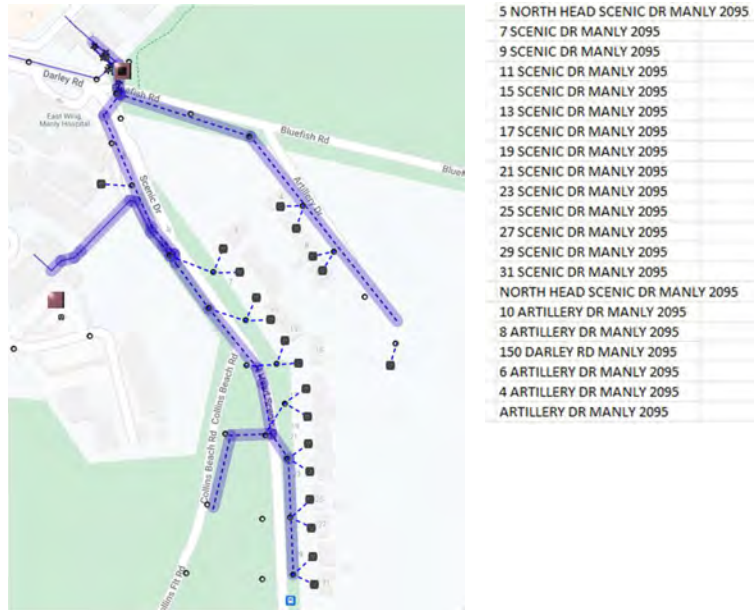 5 NORTH HEAD SCENIC DR MANLY 2095
7 SCENIC DR MANLY 2095
9 SCENIC DR MANLY 2095
11 SCENIC DR MANLY 2095
15 SCENIC DR MANLY 2095
13 SCENIC DR MANLY 2095
17 SCENIC DR MANLY 2095
19 SCENIC DR MANLY 2095
21 SCENIC DR MANLY 2095
23 SCENIC DR MANLY 2095
25 SCENIC DR MANLY 2095
27 SCENIC DR MANLY 2095
29 SCENIC DR MANLY 2095
31 SCENIC DR MANLY 2095
NORTH HEAD SCENIC DR MANLY 2095
10 ARTILLERY DR MANLY 2095
8 ARTILLERY DR MANLY 2095
150 DARLEY RD MANLY 2095
6 ARTILLERY DR MANLY 2095
4 ARTILLERY DR MANLY 2095
ARTILLERY DR MANLY 2095
Darley Rd
East Wing,
Manly Hospital
Bluefish Rd
Artillery Dr
Scenic Dr
Collins Beach Rd
Collins Beach Rd